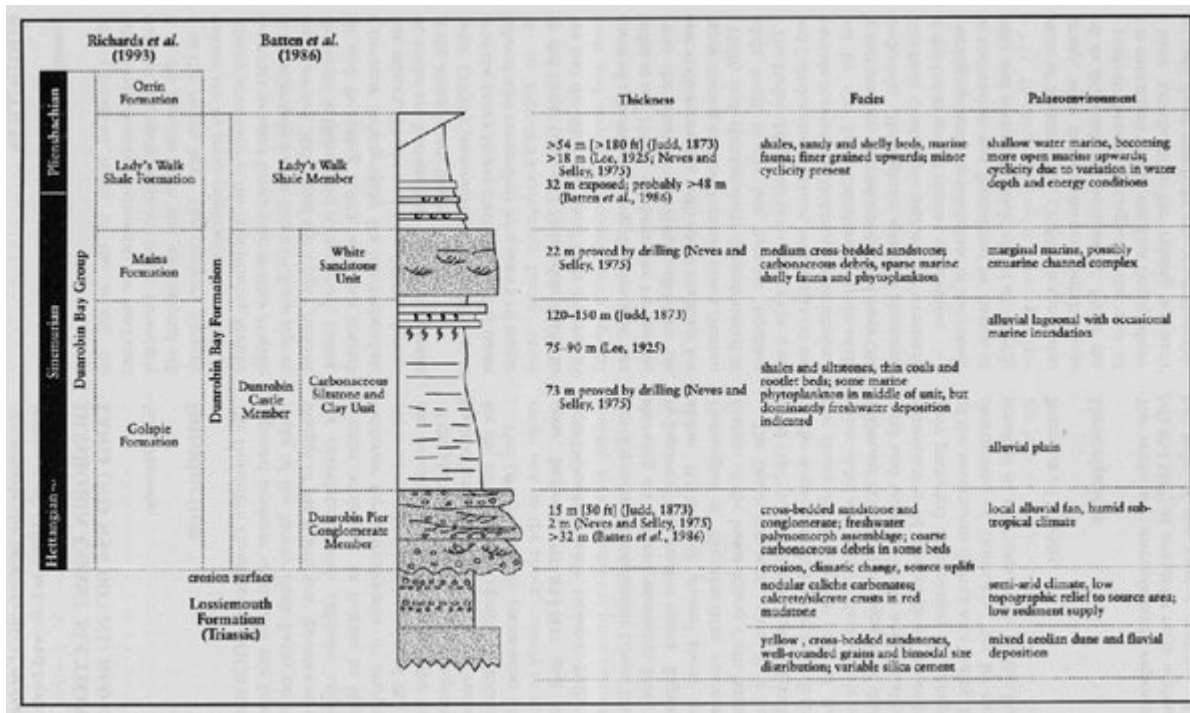 Richards et al.
(1993)
Batten et al.
(1986)
Thickness
Facies
Palaeoenvironment
Pliensbachian
Sinemurian
Hettangian
Dunrobin Bay Group
Orrin
Formation
Lady's Walk
Shale Formation
Mains
Formation
Golspie
Formation
Dunrobin Bay Formation
Lady's Walk
Shale Member
Dunrobin
Castle
Member
White
Sandstone
Unit
Carbonaceous
Siltstone and
Clay Unit
Dunrobin Pier
Conglomerate
Member
erosion surface
Lossiemouth
Formation
(Triassic)
>54 m [>180 ft] (Judd, 1873)
>18 m (Lee, 1925; Neves and
Selley, 1975)
32 m exposed; probably >48 m
(Batten et al., 1986)
shales, sandy and shelly beds, marine
fauna; finer grained upwards; minor
cyclicity present
shallow water marine, becoming
more open marine upwards;
cyclicity due to variation in water
depth and energy conditions
22 m proved by drilling (Neves and
Selley, 1975)
medium cross-bedded sandstone;
carbonaceous debris, sparse marine
shelly fauna and phytoplankton
marginal marine, possibly
estuarine channel complex
120–150 m (Judd, 1873)
75–90 m (Lee, 1925)
73 m proved by drilling (Neves and
Selley, 1975)
shales and siltstones, thin coals and
rootlet beds; some marine
phytoplankton in middle of unit, but
dominantly freshwater deposition
indicated
alluvial lagoonal with occasional
marine inundation
alluvial plain
15 m [50 ft] (Judd, 1873)
2 m (Neves and Selley, 1975)
>32 m (Batten et al., 1986)
cross-bedded sandstone and
conglomerate; freshwater
palynomorph assemblage; coarse
carbonaceous debris in some beds
local alluvial fan, humid sub-
tropical climate
erosion, climatic change, source uplift
nodular caliche carbonates;
calcrete/silcrete crusts in red
mudstone
semi-arid climate, low
topographic relief to source area;
low sediment supply
yellow, cross-bedded sandstones,
well-rounded grains and bimodal size
distribution; variable silica cement
mixed aeolian dune and fluvial
deposition